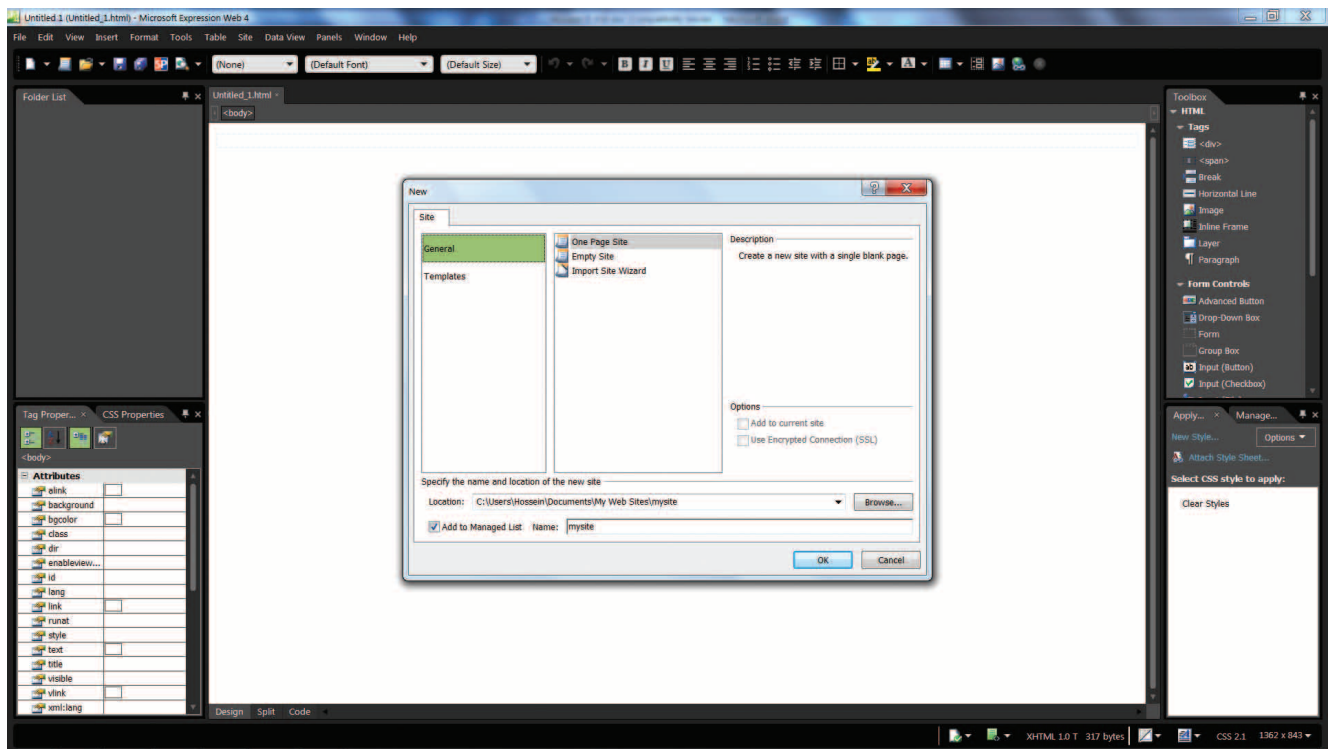 Untitled 1 (Untitled_1.html) - Microsoft Expression Web 4
File Edit View Insert Format Tools Table Site Data View Panels Window Help
(None) (Default Font) (Default Size) B I U A
Folder List
Untitled_1.html
<body>
New
Site
General
Templates
One Page Site
Empty Site
Import Site Wizard
Description
Create a new site with a single blank page.
Options
Add to current site
Use Encrypted Connection (SSL)
Specify the name and location of the new site
Location: C:\Users\Hossein\Documents\My Web Sites\mysite Browse...
Add to Managed List Name: mysite
OK Cancel
Toolbox
HTML
Tags
<div>
<span>
Break
Horizontal Line
Image
Inline Frame
Layer
Paragraph
Form Controls
Advanced Button
Drop-Down Box
Form
Group Box
Input (Button)
Input (Checkbox)
Tag Proper... CSS Properties
<body>
Attributes
alink
background
bgcolor
class
dir
enableview...
id
lang
link
runat
style
text
title
visible
vlink
xml:lang
Apply... Manage...
New Style... Options
Attach Style Sheet...
Select CSS style to apply:
Clear Styles
Design Split Code
XHTML 1.0 T 317 bytes CSS 2.1 1362 x 843